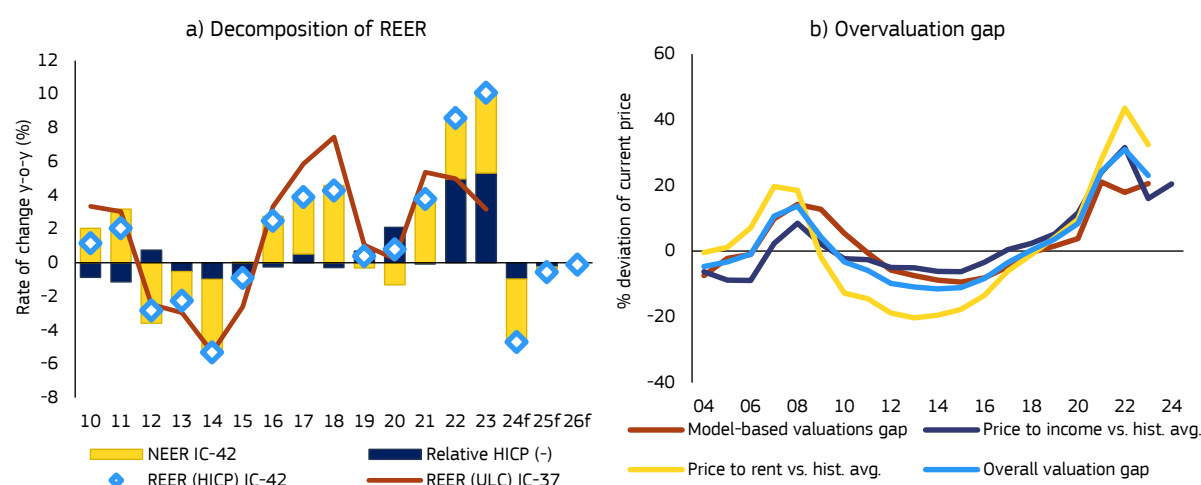 a) Decomposition of REER
Rate of change y-o-y (%)
12
10
8
6
4
2
0
-2
-4
-6
-8
10 11 12 13 14 15 16 17 18 19 20 21 22 23 24f 25f 26f
NEER IC-42
Relative HICP (-)
REER (HICP) IC-42
REER (ULC) IC-37
b) Overvaluation gap
% deviation of current price
60
40
20
0
-20
-40
04 06 08 10 12 14 16 18 20 22 24
Model-based valuations gap
Price to income vs. hist. avg.
Price to rent vs. hist. avg.
Overall valuation gap